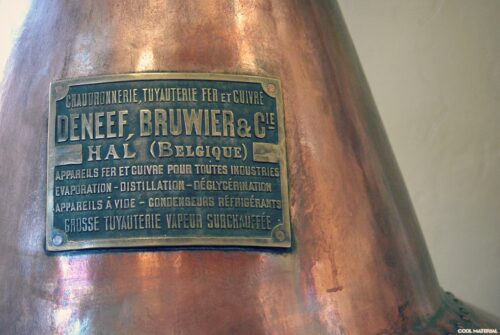 CHAUDRONNERIE, TUYAUTERIE FER ET CUIVRE
DENEEF, BRUWIER & CIE
HAL (BELGIQUE)
APPAREILS FER ET CUIVRE POUR TOUTES INDUSTRIES
EVAPORATION - DISTILLATION - DÉGLYCÉRINATION
APPAREILS À VIDE - CONDENSEURS RÉFRIGÉRANTS
GROSSE TUYAUTERIE VAPEUR SURCHAUFFÉE
COOL MATERIAL